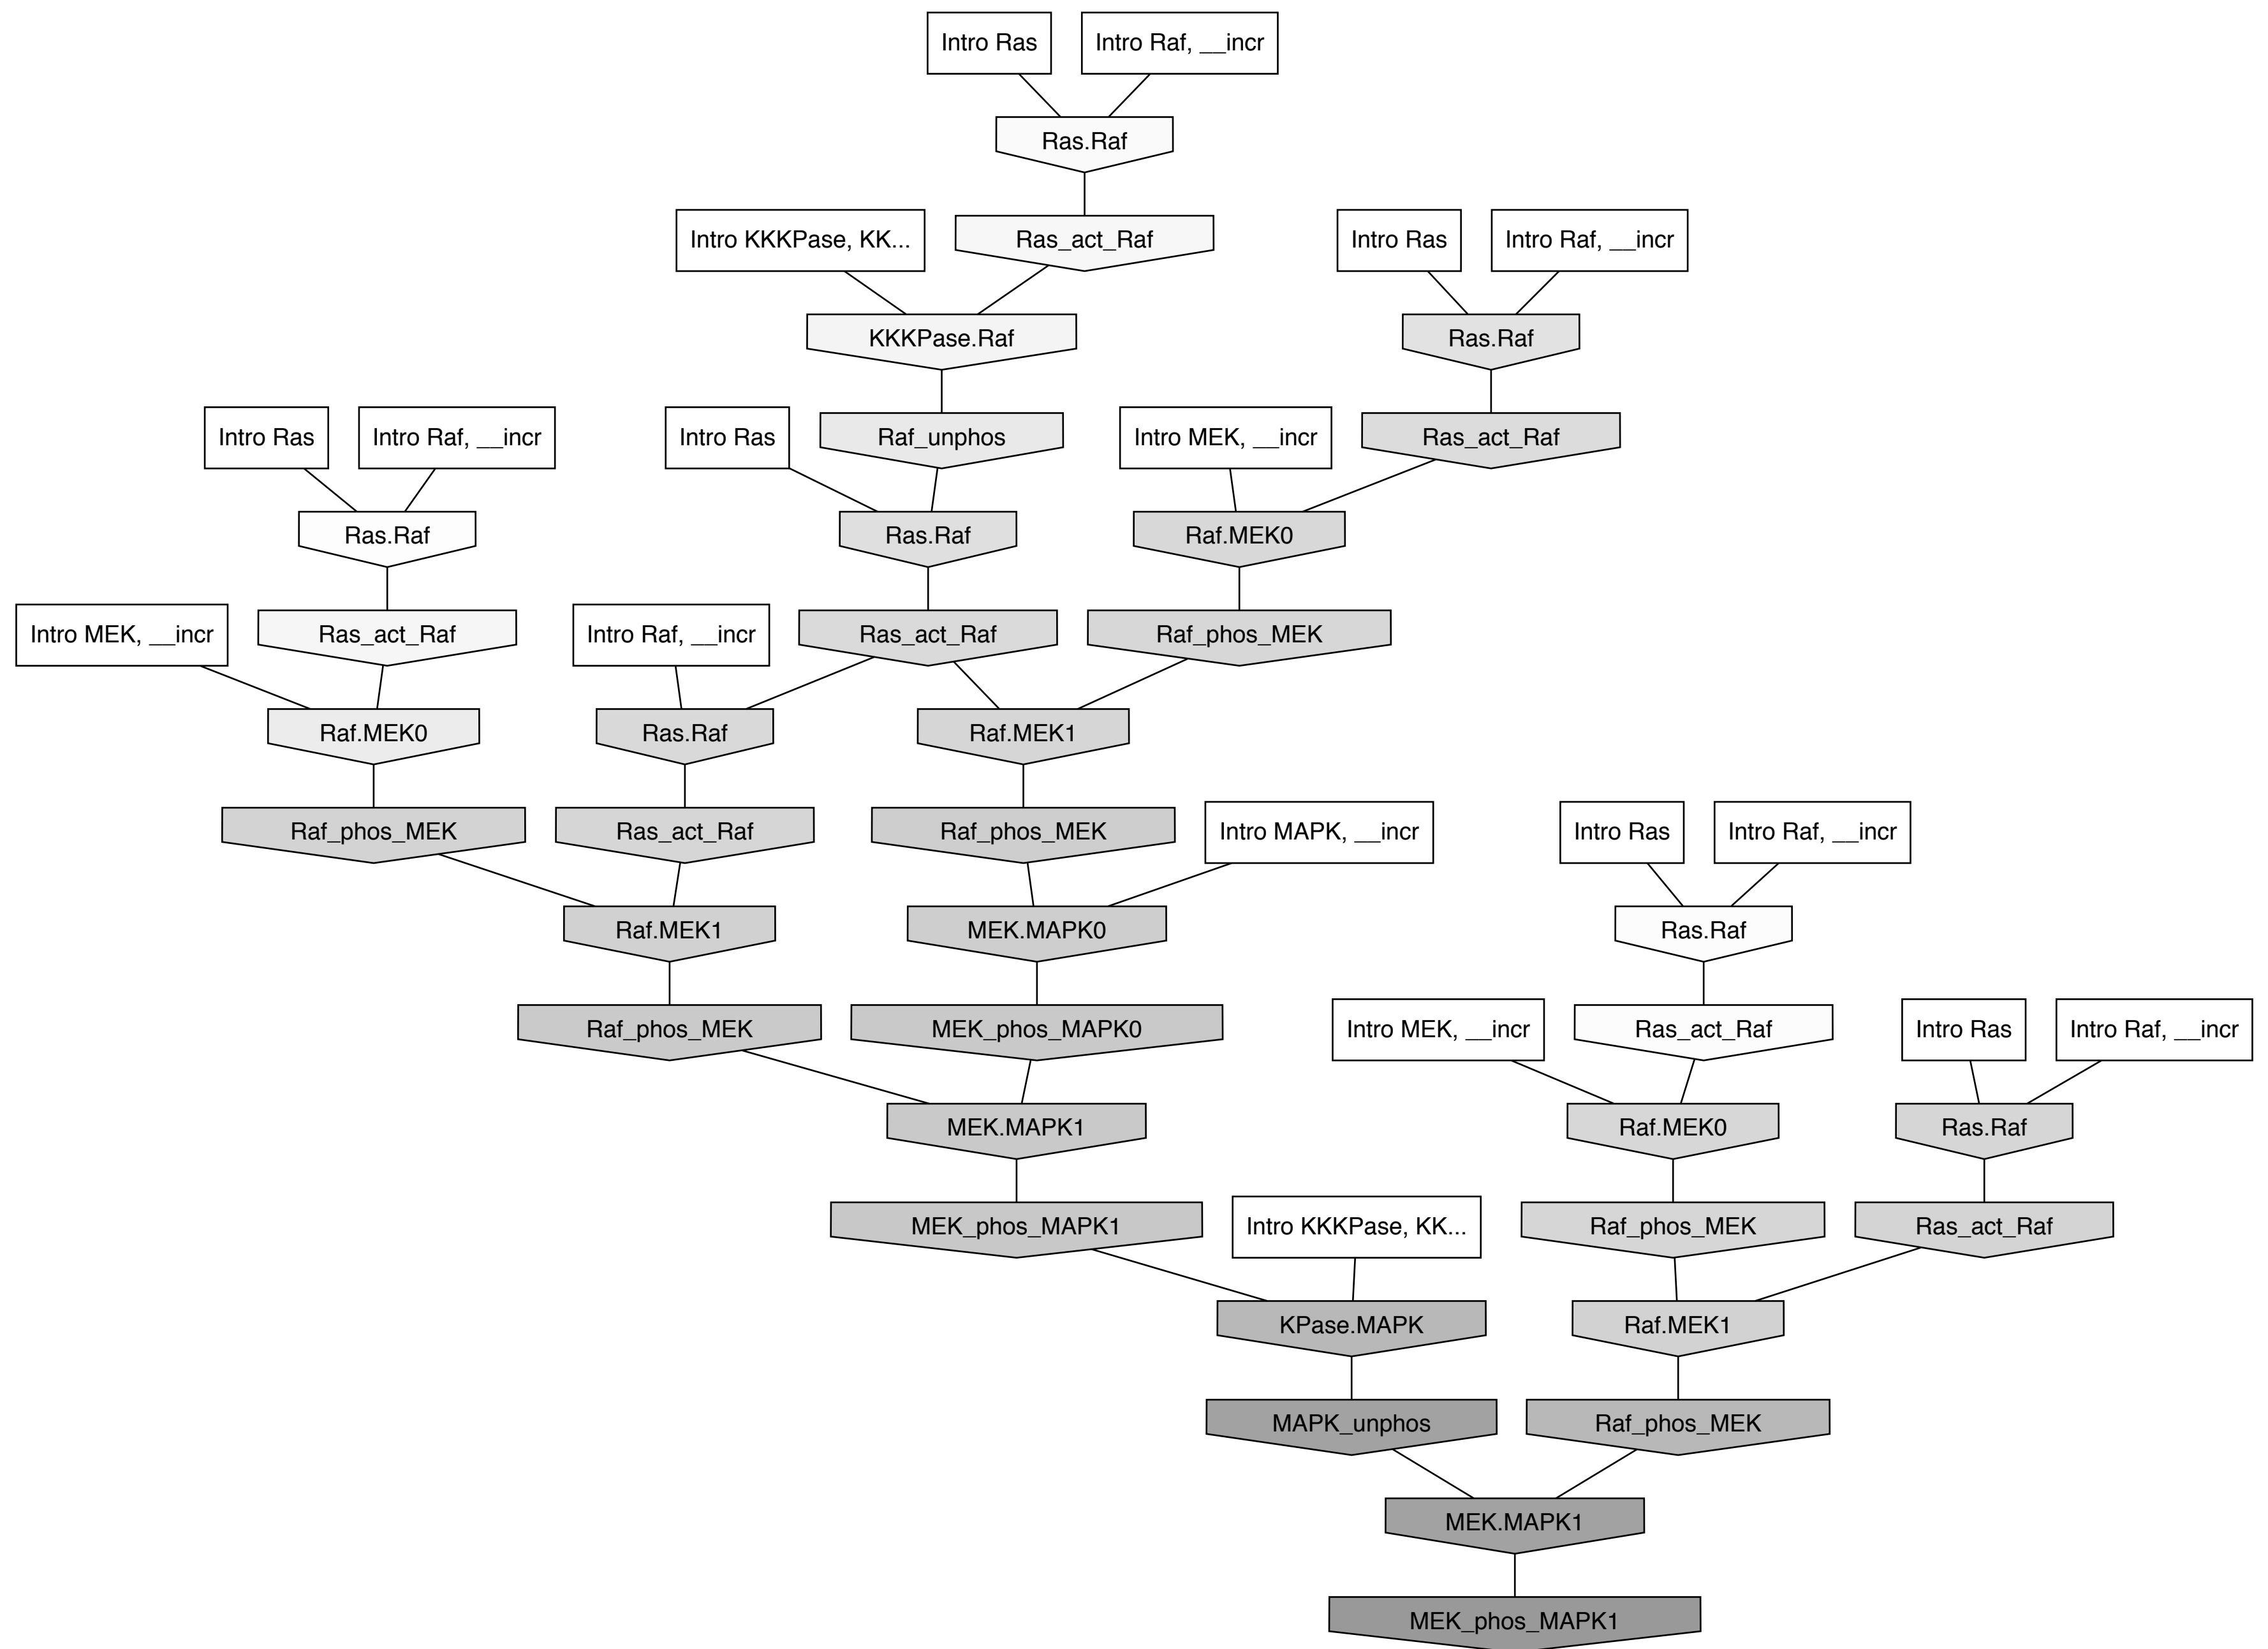 Intro Ras
Intro Raf, __incr
Ras.Raf
Intro KKKPase, KK...
Ras_act_Raf
Intro Ras
Intro Raf, __incr
KKKPase.Raf
Ras.Raf
Intro Ras
Intro Raf, __incr
Intro Ras
Raf_unphos
Intro MEK, __incr
Ras_act_Raf
Ras.Raf
Ras.Raf
Raf.MEK0
Intro MEK, __incr
Ras_act_Raf
Intro Raf, __incr
Ras_act_Raf
Raf_phos_MEK
Raf.MEK0
Ras.Raf
Raf.MEK1
Raf_phos_MEK
Ras_act_Raf
Raf_phos_MEK
Intro MAPK, __incr
Intro Ras
Intro Raf, __incr
Raf.MEK1
MEK.MAPK0
Ras.Raf
Raf_phos_MEK
MEK_phos_MAPK0
Intro MEK, __incr
Ras_act_Raf
Intro Ras
Intro Raf, __incr
MEK.MAPK1
Raf.MEK0
Ras.Raf
MEK_phos_MAPK1
Intro KKKPase, KK...
Raf_phos_MEK
Ras_act_Raf
KPase.MAPK
Raf.MEK1
MAPK_unphos
Raf_phos_MEK
MEK.MAPK1
MEK_phos_MAPK1